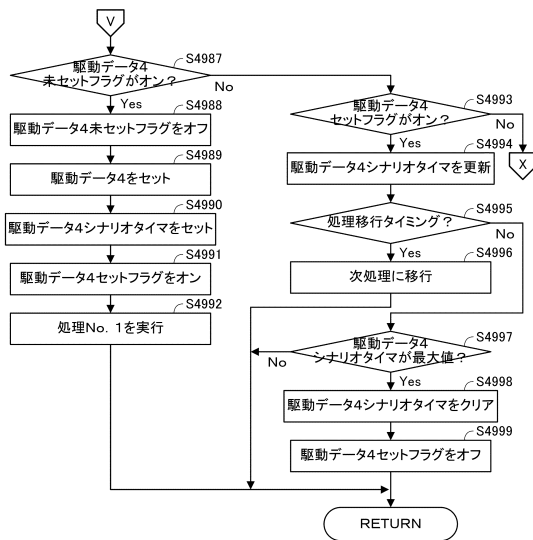 V
S4987
駆動データ4
未セットフラグがオン?
No
Yes
S4988
駆動データ4未セットフラグをオフ
S4989
駆動データ4をセット
S4990
駆動データ4シナリオタイマをセット
S4991
駆動データ4セットフラグをオン
S4992
処理No. 1を実行
S4993
駆動データ4
セットフラグがオン?
No
Yes
X
S4994
駆動データ4シナリオタイマを更新
S4995
処理移行タイミング?
No
Yes
S4996
次処理に移行
S4997
駆動データ4
シナリオタイマが最大値?
No
Yes
S4998
駆動データ4シナリオタイマをクリア
S4999
駆動データ4セットフラグをオフ
RETURN